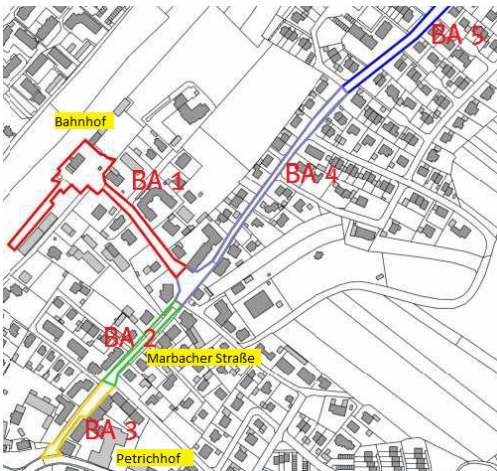 BA 5
Bahnhof
BA 1
BA 4
BA 2
Marbacher Straße
BA 3
Petrichhof